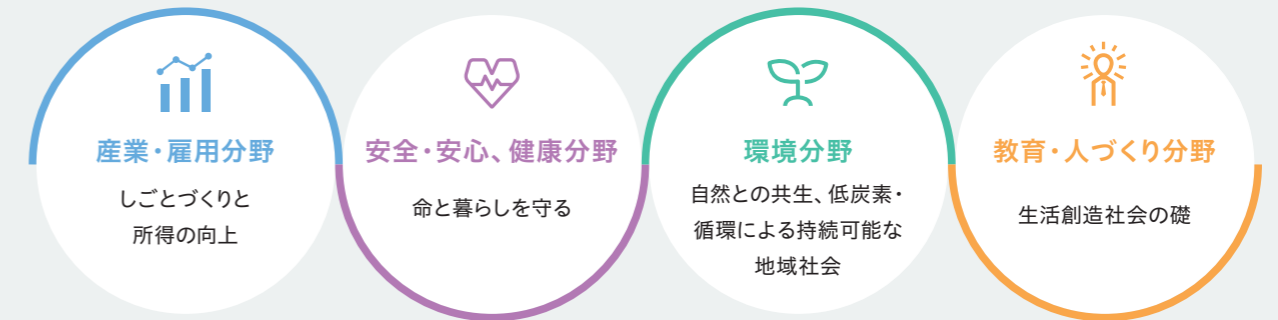 産業・雇用分野
しごとづくりと
所得の向上
安全・安心、健康分野
命と暮らしを守る
環境分野
自然との共生、低炭素・
循環による持続可能な
地域社会
教育・人づくり分野
生活創造社会の礎